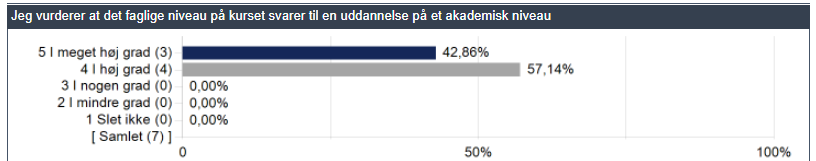 Jeg vurderer at det faglige niveau på kurset svarer til en uddannelse på et akademisk niveau
5 I meget høj grad (3) 42,86%
4 I høj grad (4) 57,14%
3 I nogen grad (0) 0,00%
2 I mindre grad (0) 0,00%
1 Slet ikke (0) 0,00%
[ Samlet (7) ]
0 50% 100%